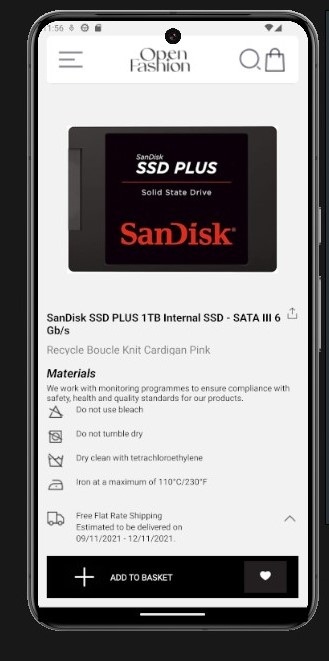 1:56
Open
Fashion
SanDisk
SSD PLUS
Solid State Drive
SanDisk®
SanDisk SSD PLUS 1TB Internal SSD - SATA III 6
Gb/s
Recycle Boucle Knit Cardigan Pink
Materials
We work with monitoring programmes to ensure compliance with
safety, health and quality standards for our products.
Do not use bleach
Do not tumble dry
Dry clean with tetrachloroethylene
Iron at a maximum of 110°C/230°F
Free Flat Rate Shipping
Estimated to be delivered on
09/11/2021 - 12/11/2021.
ADD TO BASKET